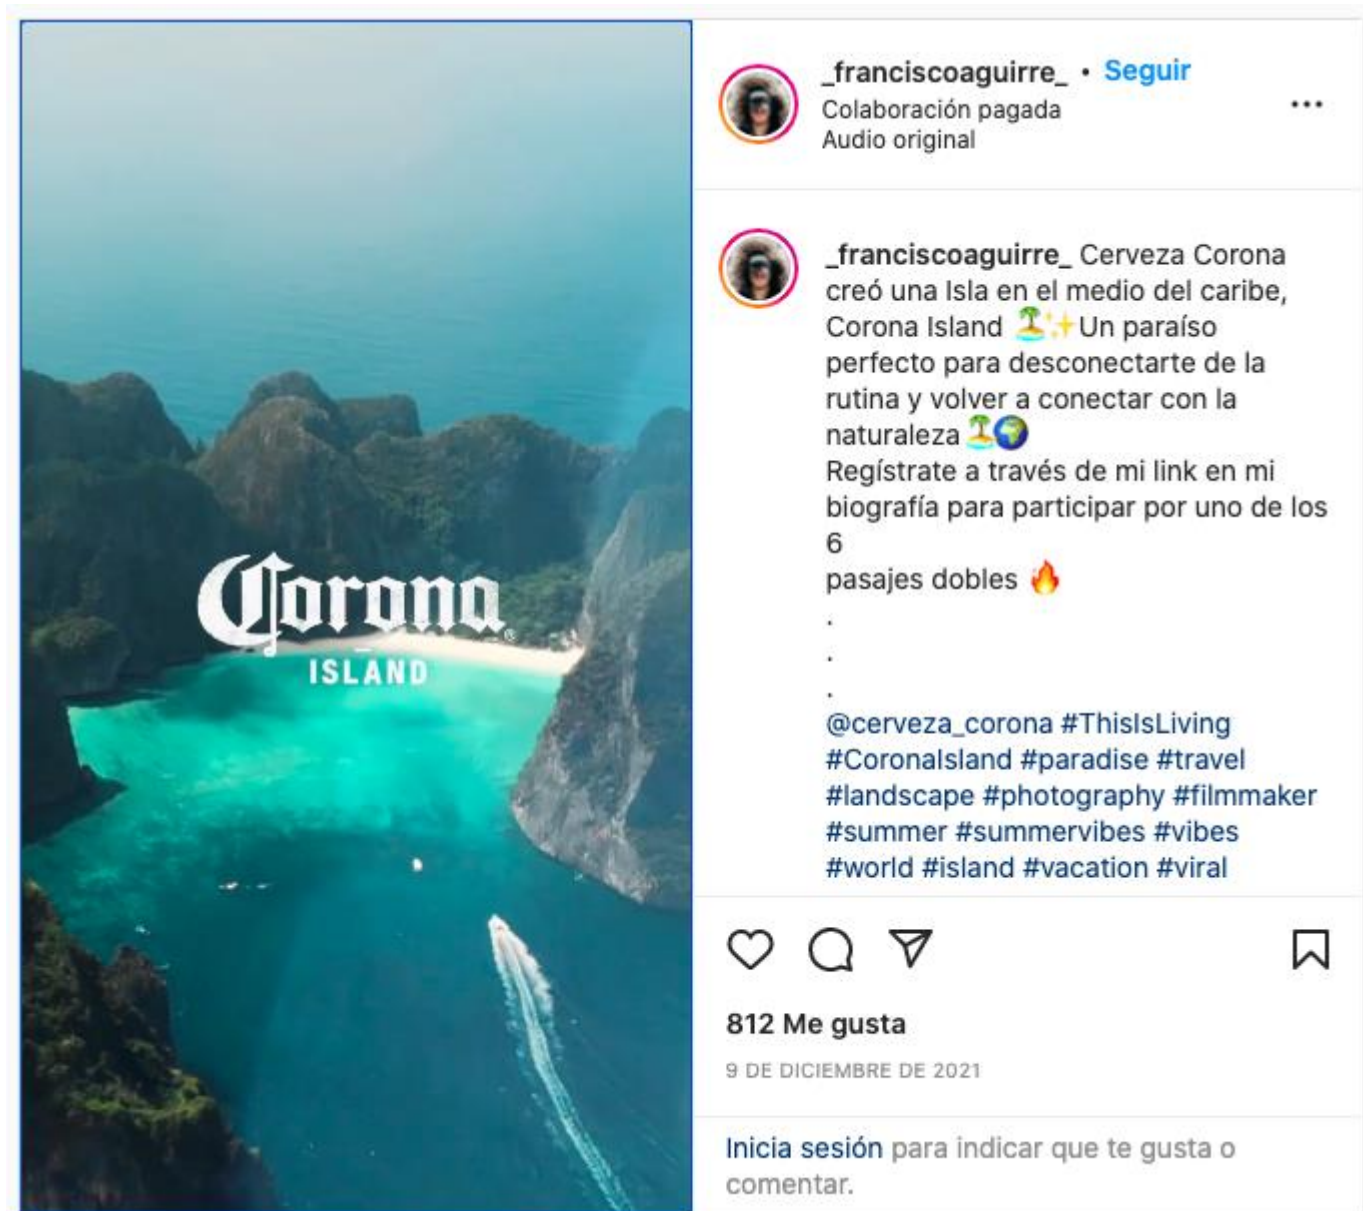 Corona®
ISLAND
_franciscoaguirre_ • Seguir
Colaboración pagada
Audio original
_franciscoaguirre_ Cerveza Corona
creó una Isla en el medio del caribe,
Corona Island 🏝️✨Un paraíso
perfecto para desconectarte de la
rutina y volver a conectar con la
naturaleza🏝️🌍
Regístrate a través de mi link en mi
biografía para participar por uno de los
6
pasajes dobles 🔥
.
.
.
@cerveza_corona #ThisIsLiving
#CoronaIsland #paradise #travel
#landscape #photography #filmmaker
#summer #summervibes #vibes
#world #island #vacation #viral
812 Me gusta
9 DE DICIEMBRE DE 2021
Inicia sesión para indicar que te gusta o
comentar.